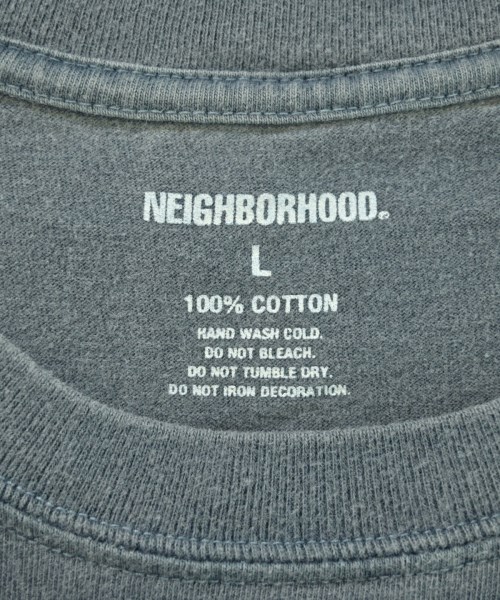 NEIGHBORHOOD®
L
100% COTTON
HAND WASH COLD.
DO NOT BLEACH.
DO NOT TUMBLE DRY.
DO NOT IRON DECORATION.